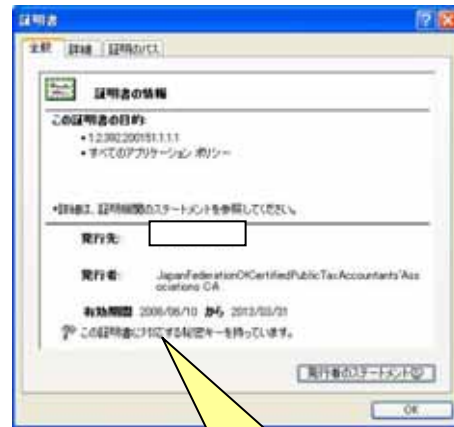 証明書
全般 詳細 証明のパス
証明書の情報
この証明書の目的:
•1.2.392.200151.1.1.1
•すべてのアプリケーション ポリシー
*詳細は、証明機関のステートメントを参照してください。
発行先:
発行者: JapanFederationOfCertifiedPublicTaxAccountants'Ass
ociations CA
有効期間 2006/06/10 から 2013/03/31
この証明書に対応する秘密キーを持っています。
発行者のステートメント(S)
OK